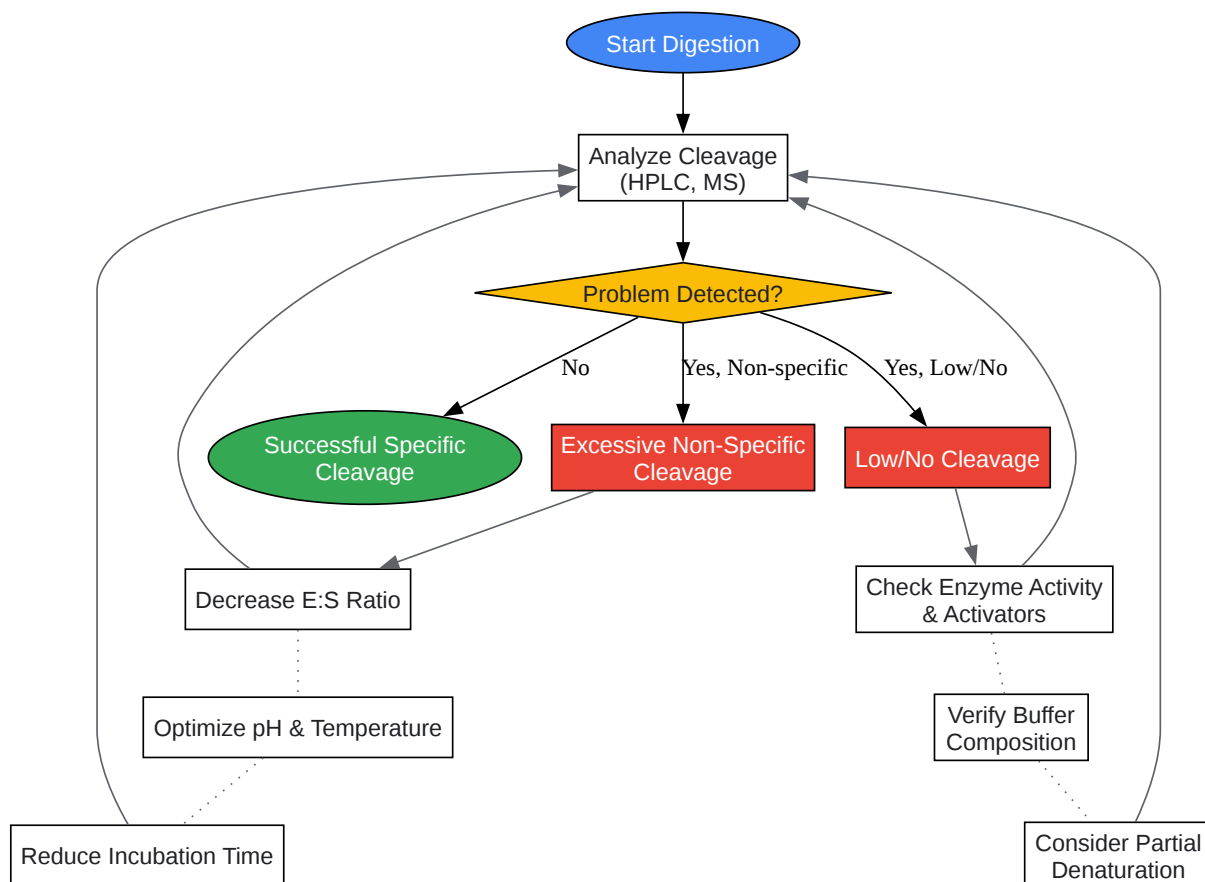 Start Digestion
Analyze Cleavage
(HPLC, MS)
Problem Detected?
No
Yes, Non-specific
Yes, Low/No
Successful Specific
Cleavage
Excessive Non-Specific
Cleavage
Low/No Cleavage
Decrease E:S Ratio
Check Enzyme Activity
& Activators
Optimize pH & Temperature
Verify Buffer
Composition
Reduce Incubation Time
Consider Partial
Denaturation